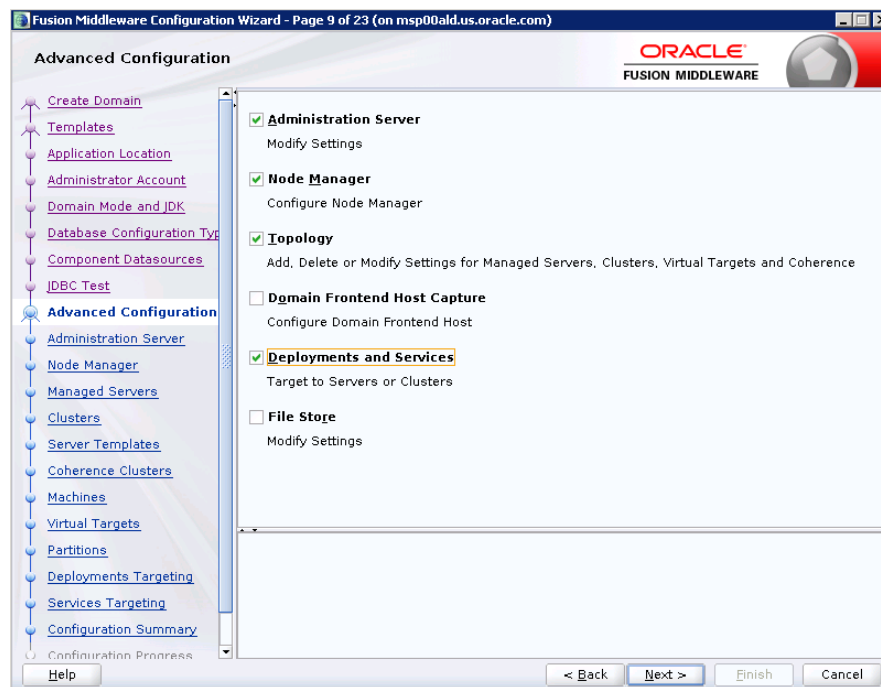 Fusion Middleware Configuration Wizard - Page 9 of 23 (on msp00ald.us.oracle.com)
Advanced Configuration
ORACLE
FUSION MIDDLEWARE
Create Domain
Templates
Application Location
Administrator Account
Domain Mode and JDK
Database Configuration Typ
Component Datasources
JDBC Test
Advanced Configuration
Administration Server
Node Manager
Managed Servers
Clusters
Server Templates
Coherence Clusters
Machines
Virtual Targets
Partitions
Deployments Targeting
Services Targeting
Configuration Summary
Configuration Progress
Administration Server
Modify Settings
Node Manager
Configure Node Manager
Topology
Add, Delete or Modify Settings for Managed Servers, Clusters, Virtual Targets and Coherence
Domain Frontend Host Capture
Configure Domain Frontend Host
Deployments and Services
Target to Servers or Clusters
File Store
Modify Settings
Help
< Back
Next >
Finish
Cancel